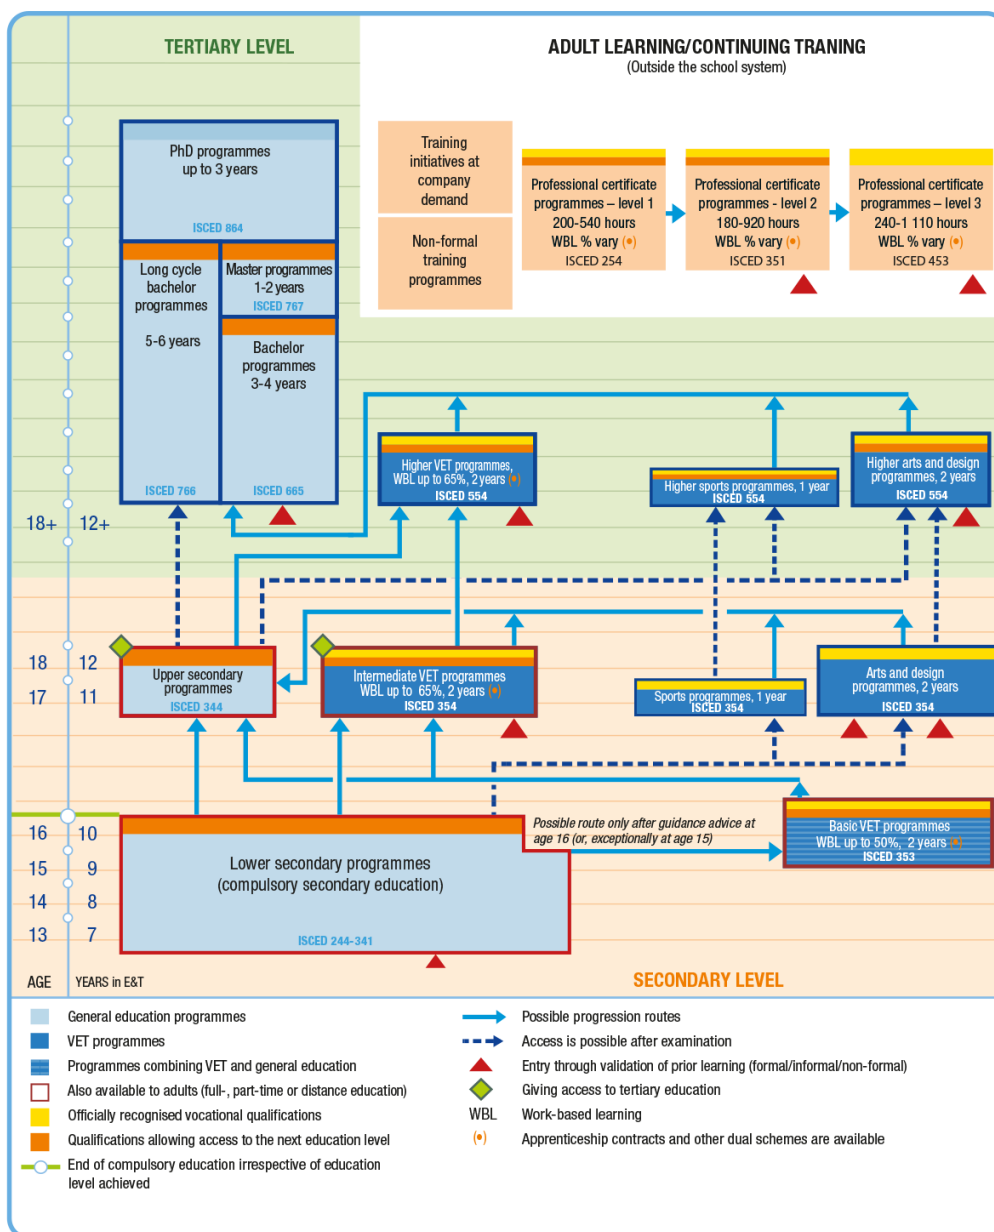 TERTIARY LEVEL
ADULT LEARNING/CONTINUING TRANING
(Outside the school system)
PhD programmes
up to 3 years
ISCED 864
Training
initiatives at
company
demand
Non-formal
training
programmes
Professional certificate
programmes – level 1
200-540 hours
WBL % vary (•)
ISCED 254
Professional certificate
programmes - level 2
180-920 hours
WBL % vary (•)
ISCED 351
Professional certificate
programmes – level 3
240-1 110 hours
WBL % vary (•)
ISCED 453
Long cycle
bachelor
programmes
5-6 years
ISCED 766
Master programmes
1-2 years
ISCED 767
Bachelor
programmes
3-4 years
ISCED 665
Higher VET programmes,
WBL up to 65%, 2 years (•)
ISCED 554
Higher sports programmes, 1 year
ISCED 554
Higher arts and design
programmes, 2 years
ISCED 554
18+ 12+
18 12
17 11
Upper secondary
programmes
ISCED 344
Intermediate VET programmes
WBL up to 65%, 2 years (•)
ISCED 354
Sports programmes, 1 year
ISCED 354
Arts and design
programmes, 2 years
ISCED 354
16 10
15 9
14 8
13 7
Lower secondary programmes
(compulsory secondary education)
ISCED 244-341
Possible route only after guidance advice at
age 16 (or, exceptionally at age 15)
Basic VET programmes
WBL up to 50%, 2 years (•)
ISCED 353
AGE
YEARS in E&T
SECONDARY LEVEL
General education programmes
VET programmes
Programmes combining VET and general education
Also available to adults (full-, part-time or distance education)
Officially recognised vocational qualifications
Qualifications allowing access to the next education level
End of compulsory education irrespective of education
level achieved
Possible progression routes
Access is possible after examination
Entry through validation of prior learning (formal/informal/non-formal)
Giving access to tertiary education
WBL Work-based learning
(•) Apprenticeship contracts and other dual schemes are available